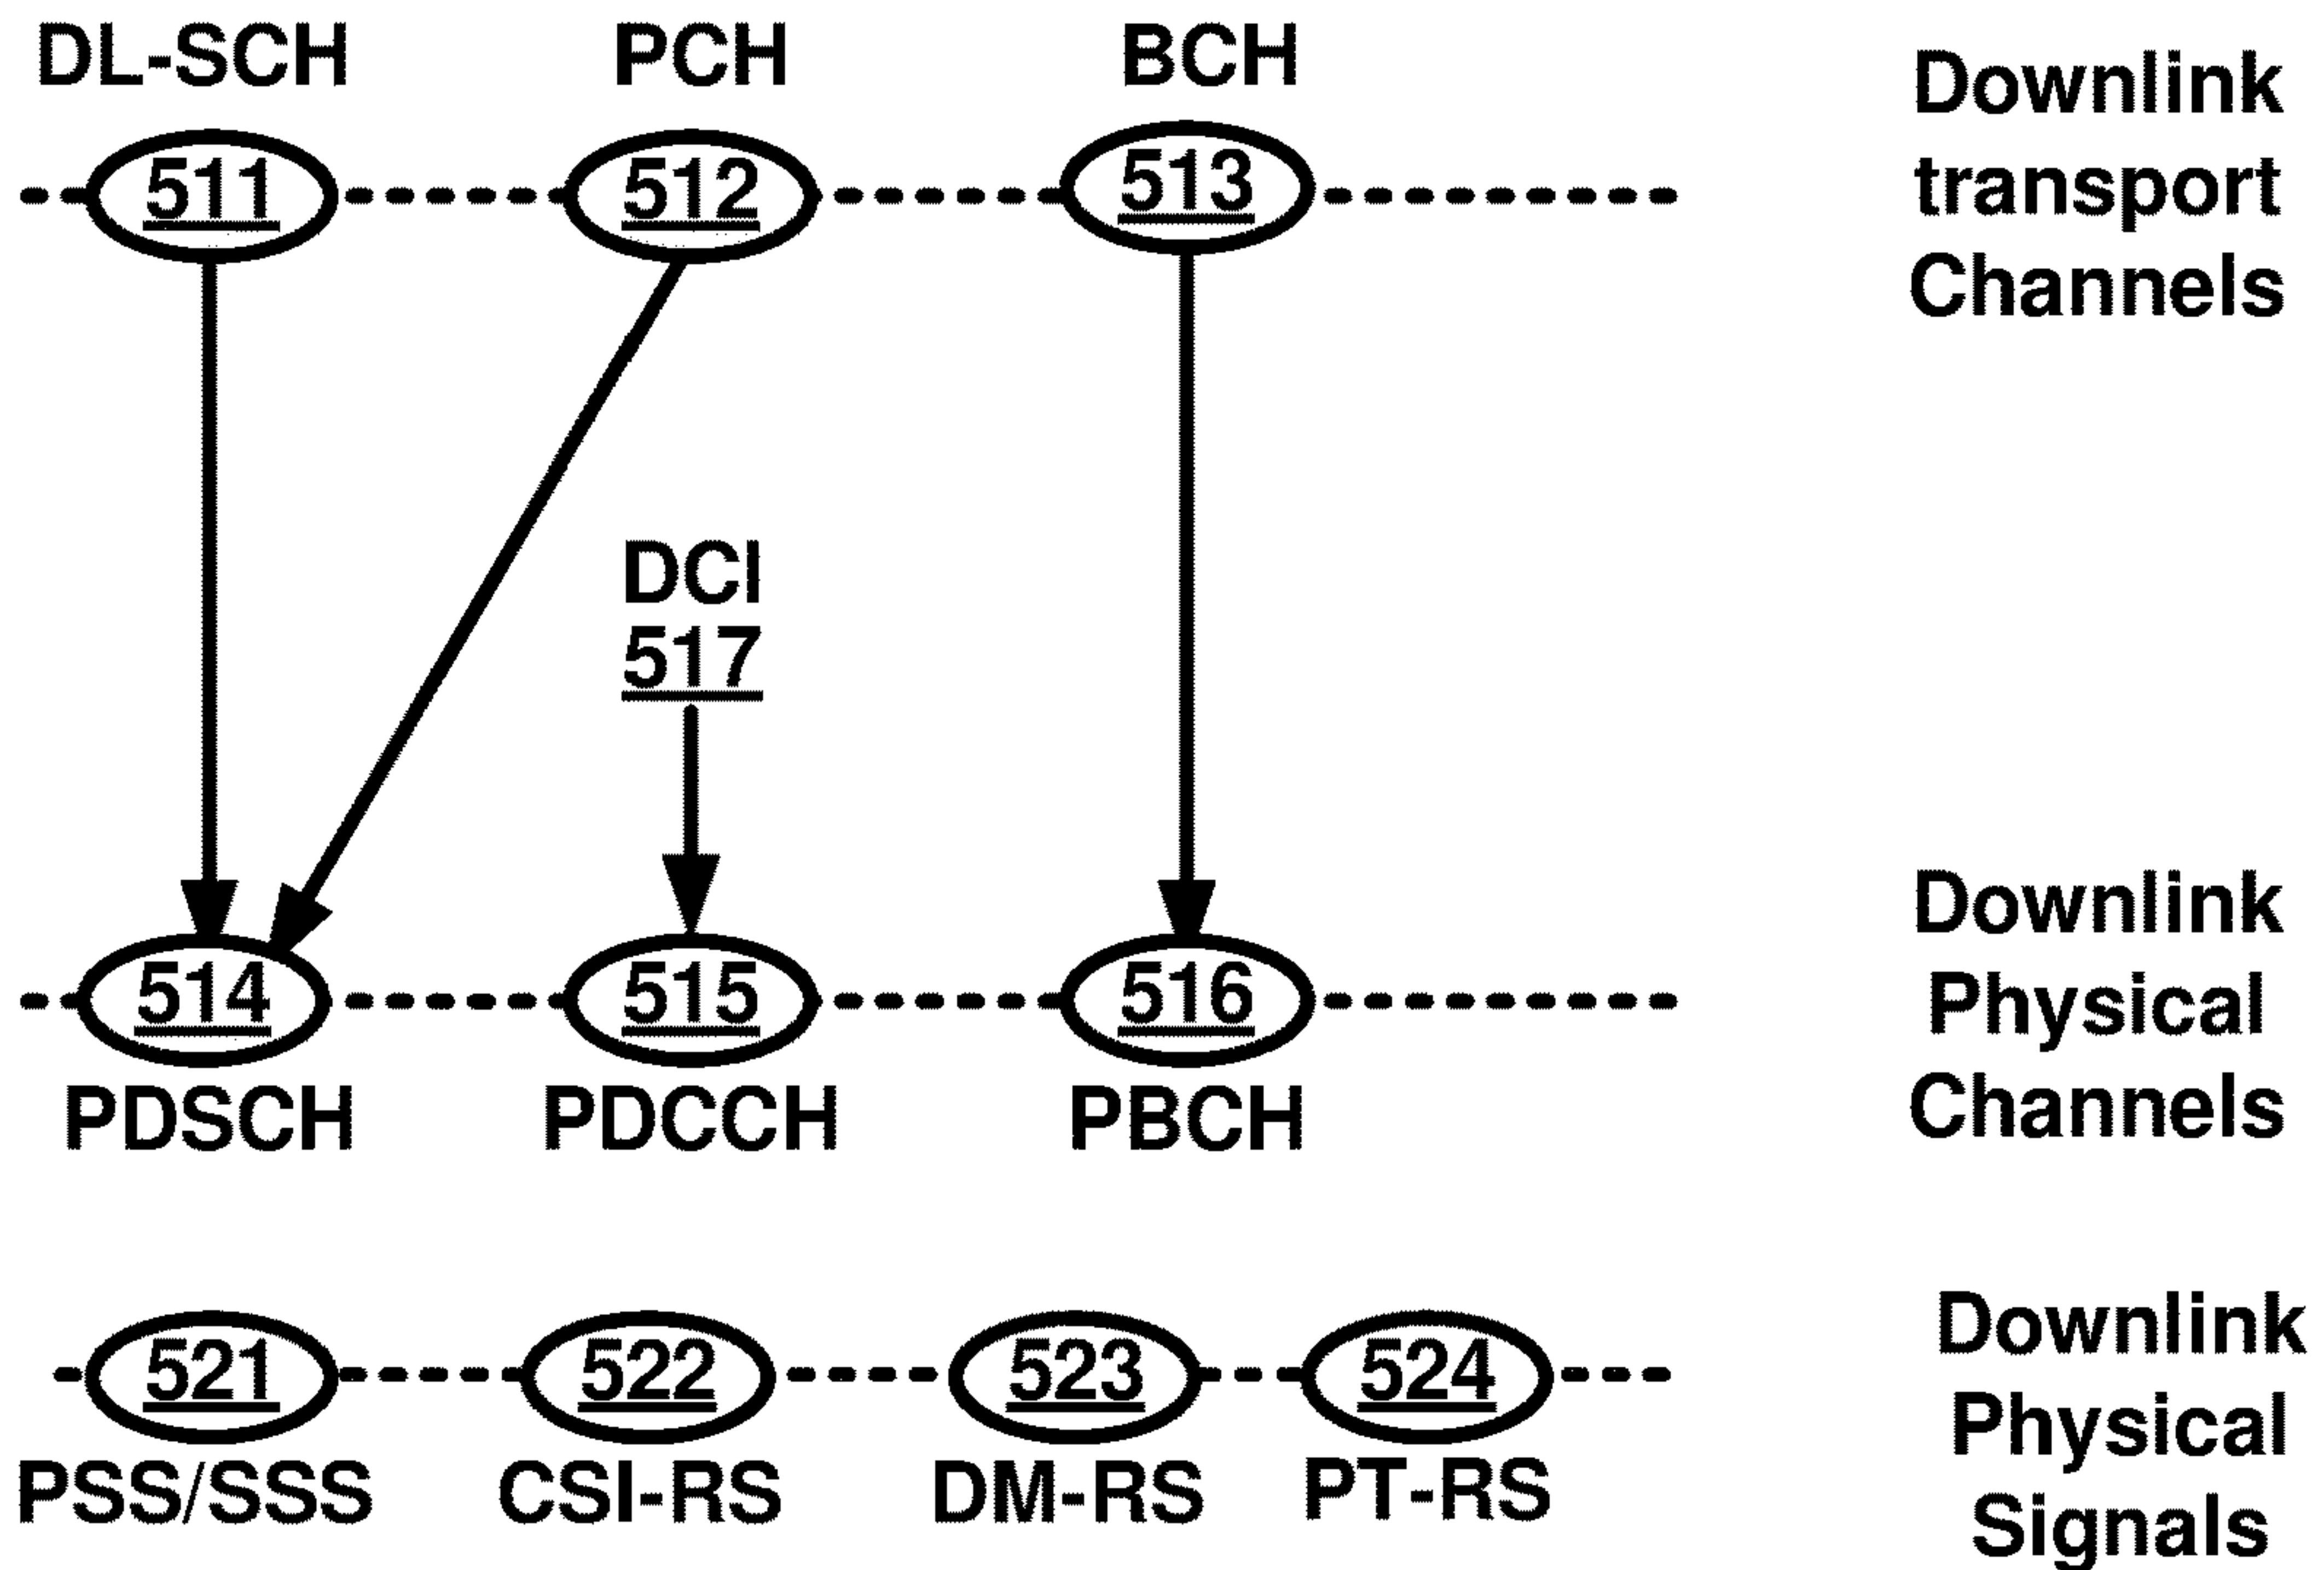 DL-SCH PCH BCH
511 512 513
Downlink
transport
Channels
DCI
517
514 515 516
PDSCH PDCCH PBCH
Downlink
Physical
Channels
521 522 523 524
PSS/SSS CSI-RS DM-RS PT-RS
Downlink
Physical
Signals